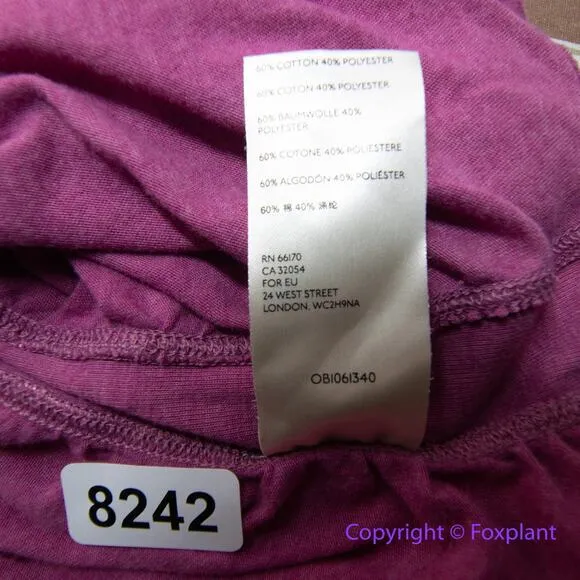 60% COTTON 40% POLYESTER
60% COTON 40% POLYESTER
60% BAUMWOLLE 40%
POLYESTER
60% COTONE 40% POLIESTERE
60% ALGODÓN 40% POLIÉSTER
60% 棉 40% 涤纶
RN 66170
CA 32054
FOR EU
24 WEST STREET
LONDON, WC2H9NA
OB1061340
8242
Copyright © Foxplant